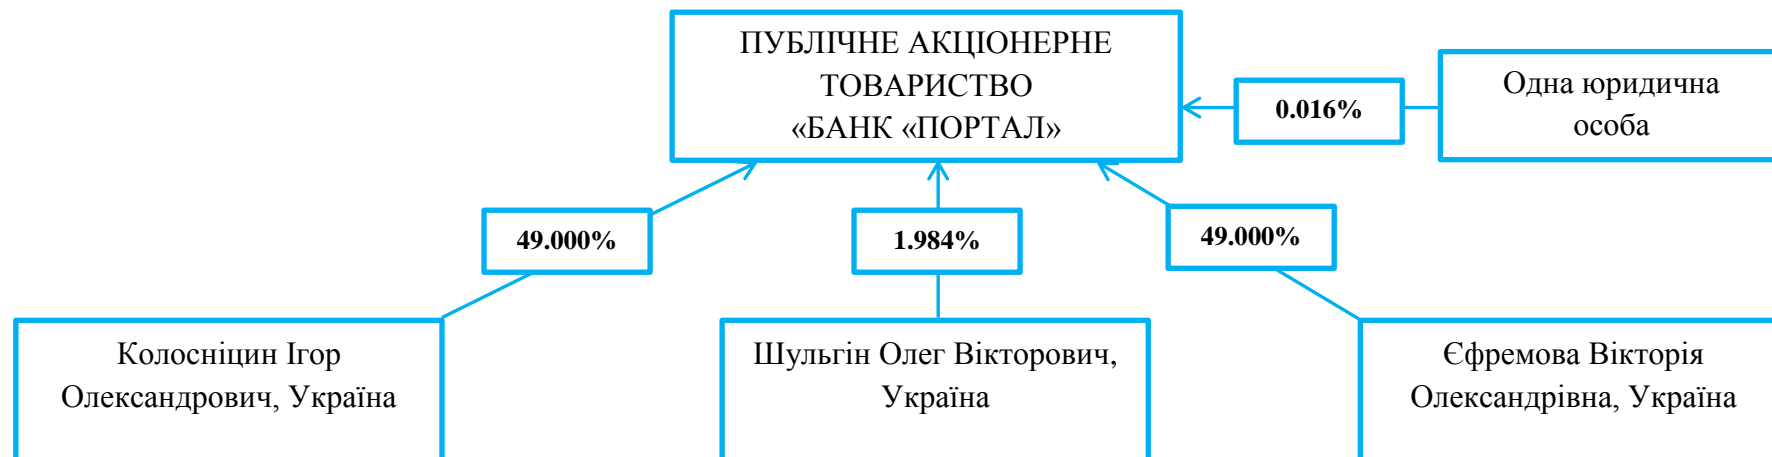 ПУБЛІЧНЕ АКЦІОНЕРНЕ
ТОВАРИСТВО
«БАНК «ПОРТАЛ»
0.016%
Одна юридична
особа
49.000%
1.984%
49.000%
Колосніцин Ігор
Олександрович, Україна
Шульгін Олег Вікторович,
Україна
Єфремова Вікторія
Олександрівна, Україна